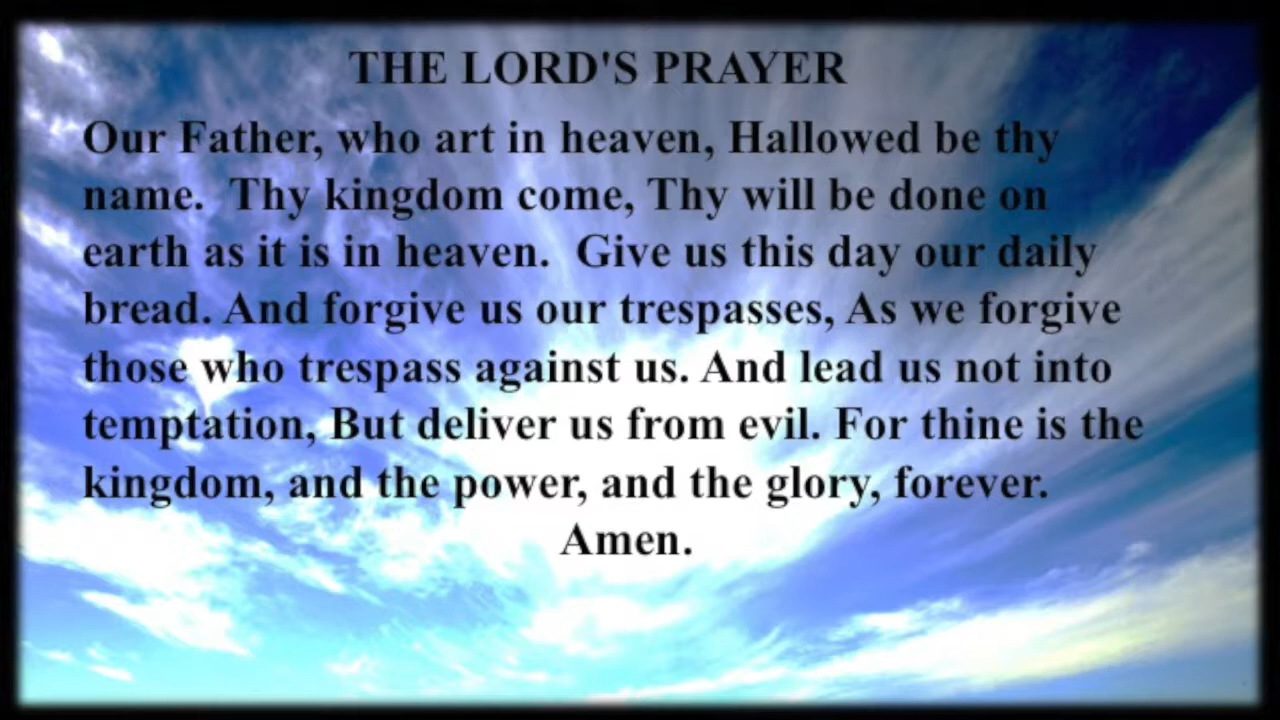 THE LORD'S PRAYER
Our Father, who art in heaven, Hallowed be thy
name.  Thy kingdom come, Thy will be done on
earth as it is in heaven.  Give us this day our daily
bread. And forgive us our trespasses, As we forgive
those who trespass against us. And lead us not into
temptation, But deliver us from evil. For thine is the
kingdom, and the power, and the glory, forever.
Amen.